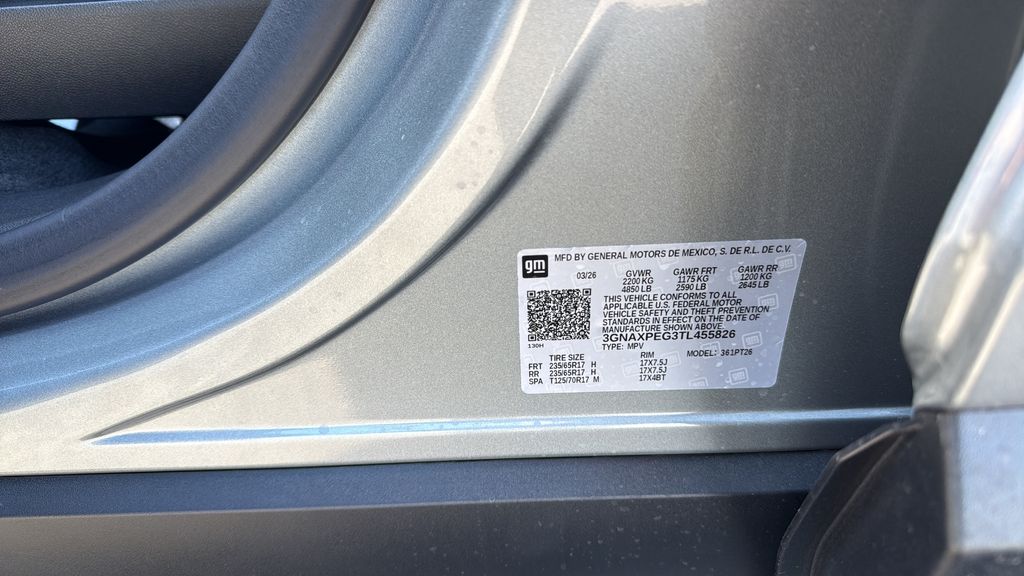 gm
MFD BY GENERAL MOTORS DE MEXICO, S. DE R.L. DE C.V.
03/26 GVWR GAWR FRT GAWR RR
2200 KG 1175 KG 1200 KG
4850 LB 2590 LB 2645 LB
THIS VEHICLE CONFORMS TO ALL
APPLICABLE U.S. FEDERAL MOTOR
VEHICLE SAFETY AND THEFT PREVENTION
STANDARDS IN EFFECT ON THE DATE OF
MANUFACTURE SHOWN ABOVE.
3GNAXPEG3TL455826
130H TYPE: MPV MODEL: 361PT26
TIRE SIZE RIM
FRT 235/65R17 H 17X7.5J
RR 235/65R17 H 17X7.5J
SPA T125/70R17 M 17X4BT